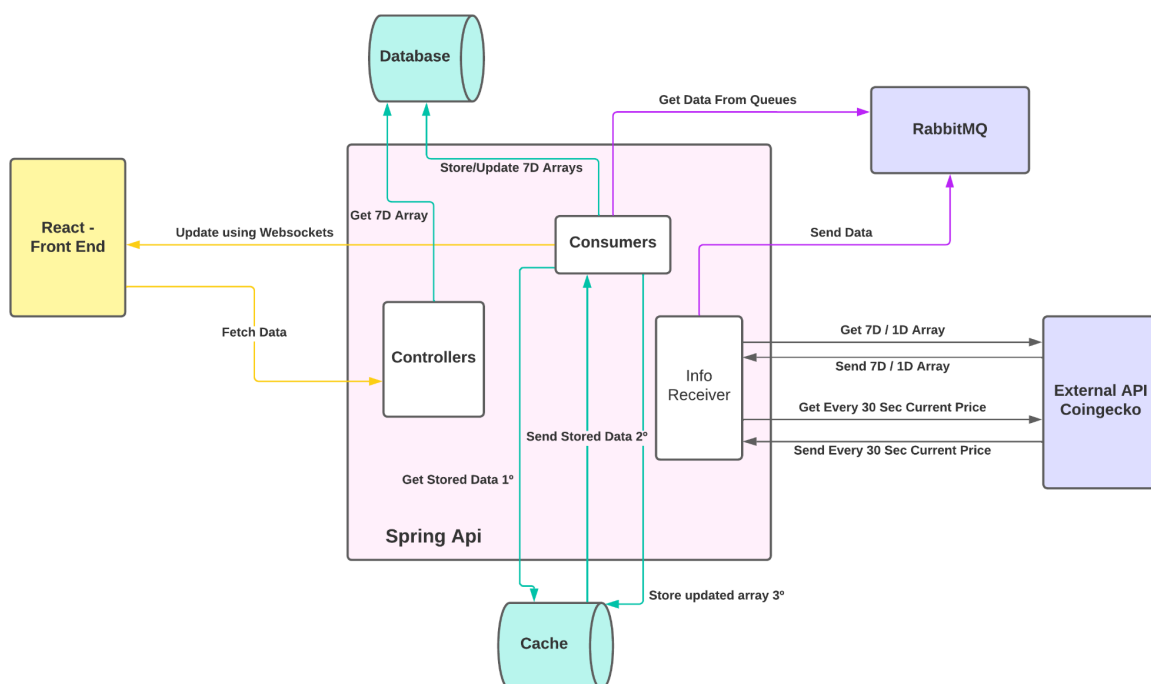 Database
Get Data From Queues
RabbitMQ
Store/Update 7D Arrays
React -
Front End
Get 7D Array
Update using Websockets
Consumers
Send Data
Fetch Data
Controllers
Info
Receiver
Get 7D / 1D Array
Send 7D / 1D Array
External API
Coingecko
Get Every 30 Sec Current Price
Send Every 30 Sec Current Price
Send Stored Data 2º
Get Stored Data 1º
Spring Api
Store updated array 3º
Cache